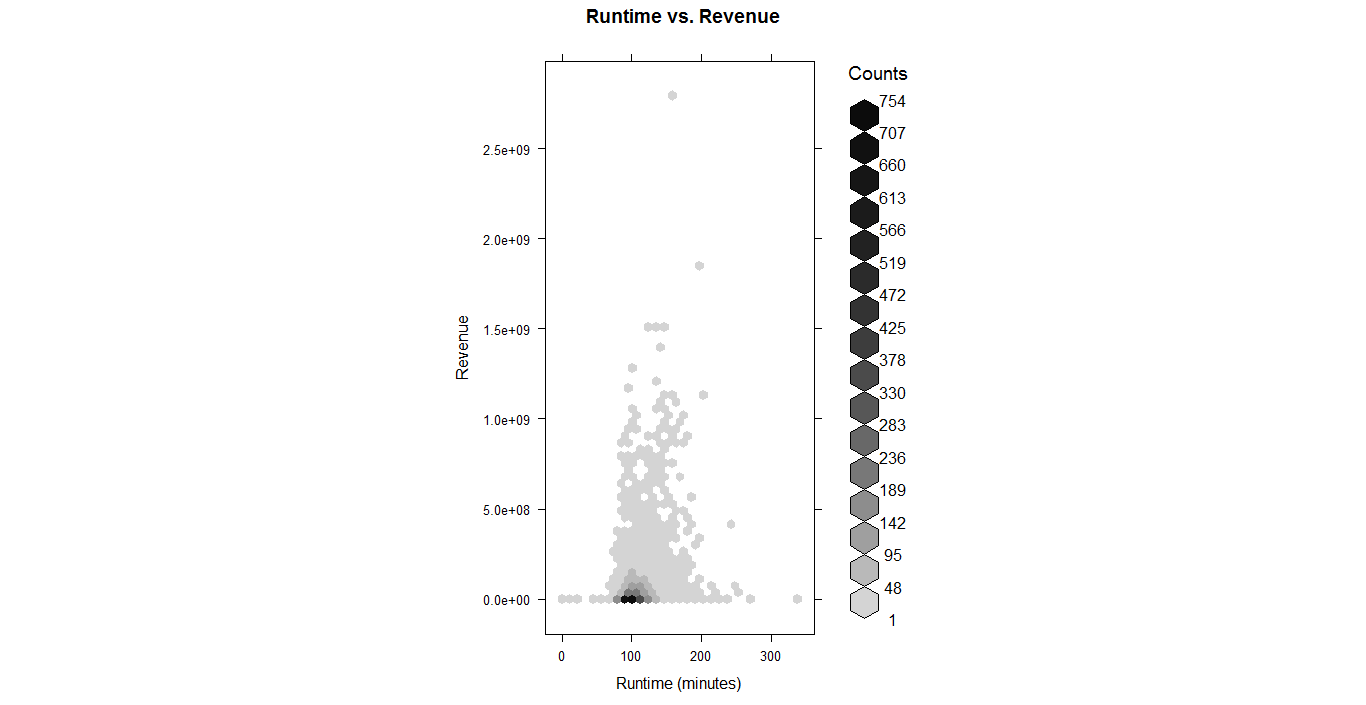 Runtime vs. Revenue
Counts
754
707
660
613
566
519
472
425
378
330
283
236
189
142
95
48
1
2.5e+09
2.0e+09
1.5e+09
1.0e+09
5.0e+08
0.0e+00
Revenue
0 100 200 300
Runtime (minutes)